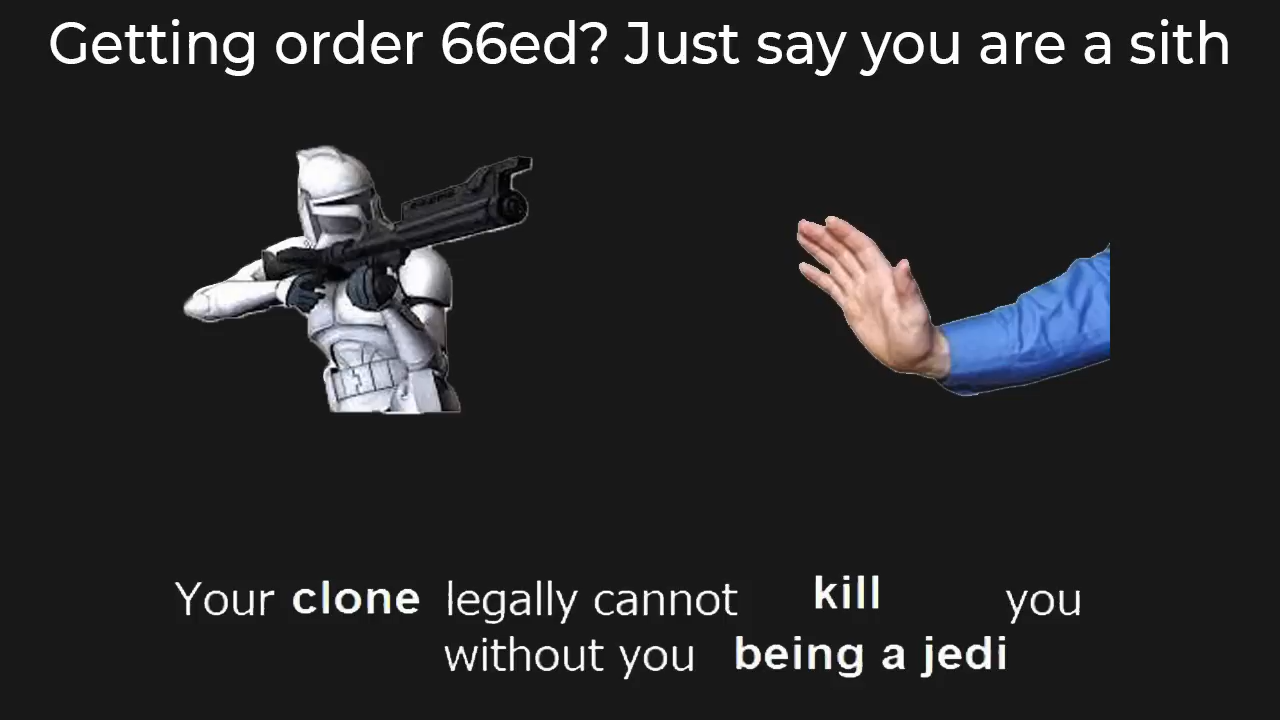 Getting order 66ed? Just say you are a sith
Your clone legally cannot kill you
without you being a jedi